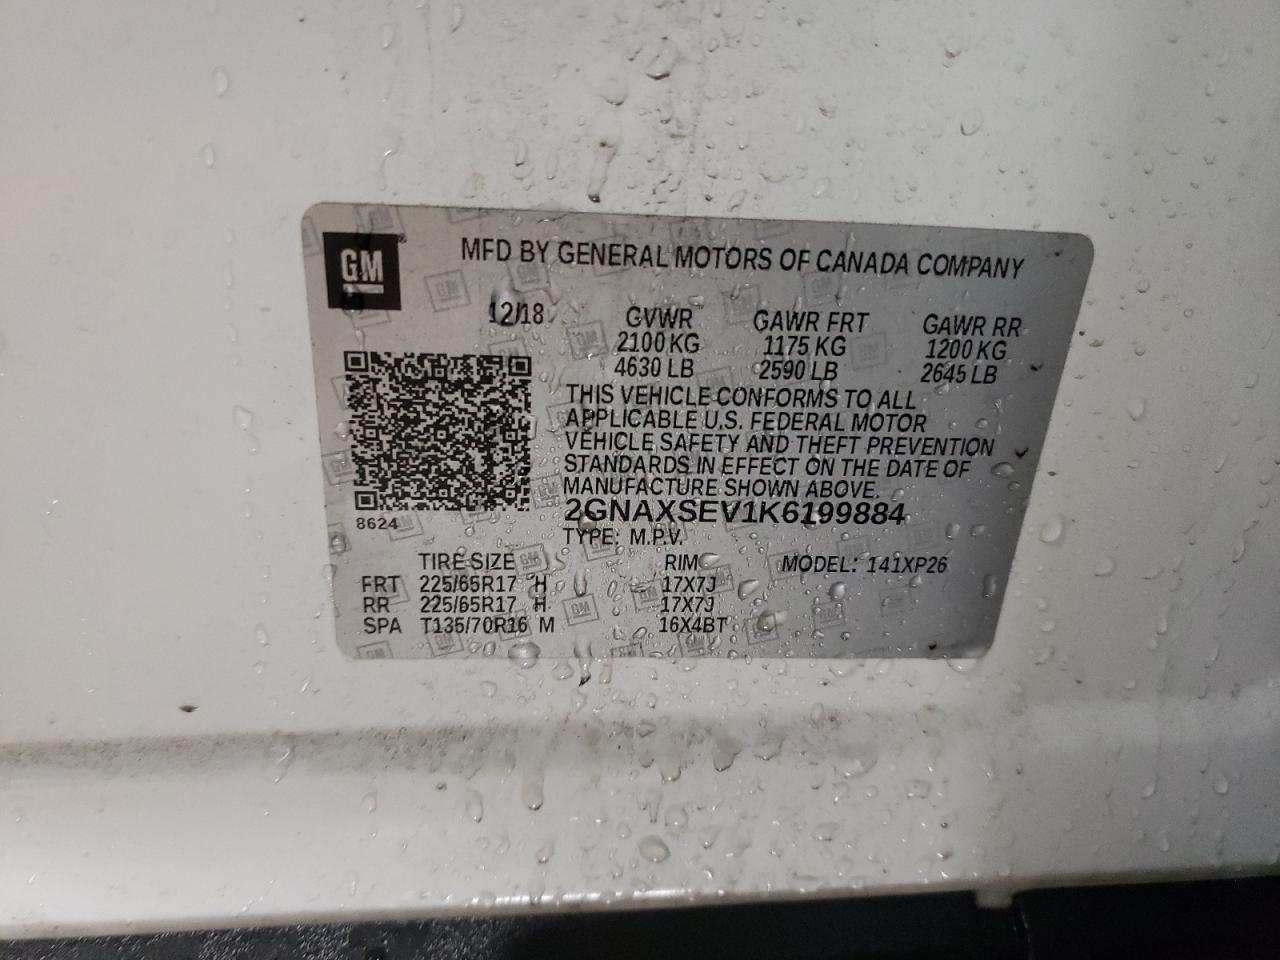 GM
MFD BY GENERAL MOTORS OF CANADA COMPANY
12/18 GVWR GAWR FRT GAWR RR
2100 KG 1175 KG 1200 KG
4630 LB 2590 LB 2645 LB
THIS VEHICLE CONFORMS TO ALL
APPLICABLE U.S. FEDERAL MOTOR
VEHICLE SAFETY AND THEFT PREVENTION
STANDARDS IN EFFECT ON THE DATE OF
MANUFACTURE SHOWN ABOVE.
8624
2GNAXSEV1K6199884
TYPE: M.P.V.
TIRE SIZE RIM MODEL: 141XP26
FRT 225/65R17 H 17X7J
RR 225/65R17 H 17X7J
SPA T135/70R16 M 16X4BT